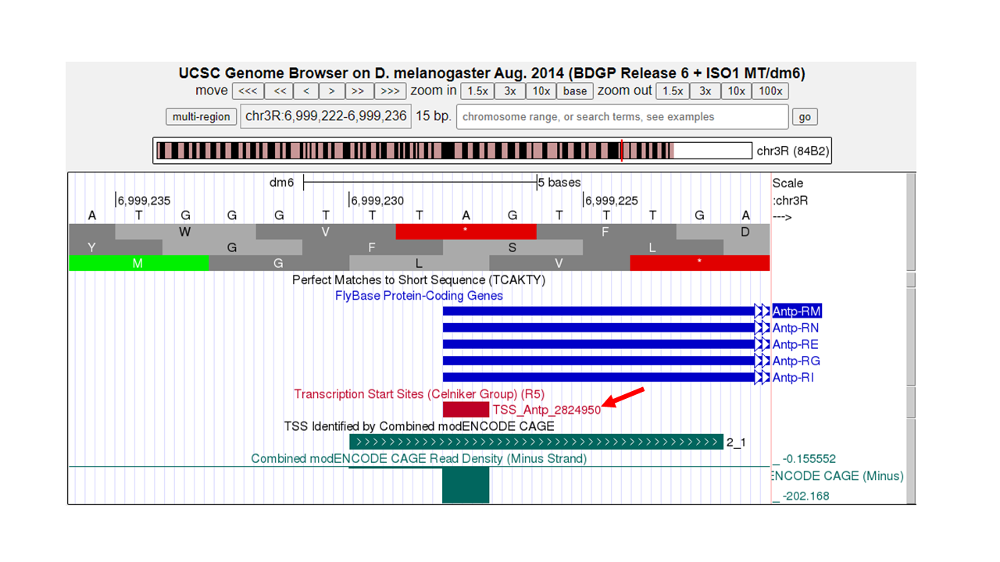 UCSC Genome Browser on D. melanogaster Aug. 2014 (BDGP Release 6 + ISO1 MT/dm6)
move <<< << < > >> >>> zoom in 1.5x 3x 10x base zoom out 1.5x 3x 10x 100x
multi-region chr3R:6,999,222-6,999,236 15 bp. chromosome range, or search terms, see examples go
chr3R (84B2)
dm6 5 bases Scale
6,999,235 6,999,230 6,999,225 :chr3R
A T G G G T T T A G T T T G A --->
W V * F D
Y G F S L
M G L V *
Perfect Matches to Short Sequence (TCAKTY)
FlyBase Protein-Coding Genes
Antp-RM
Antp-RN
Antp-RE
Antp-RG
Antp-RI
Transcription Start Sites (Celniker Group) (R5)
TSS_Antp_2824950
TSS Identified by Combined modENCODE CAGE
2_1
Combined modENCODE CAGE Read Density (Minus Strand) _ -0.155552
ENCODE CAGE (Minus)
_ -202.168